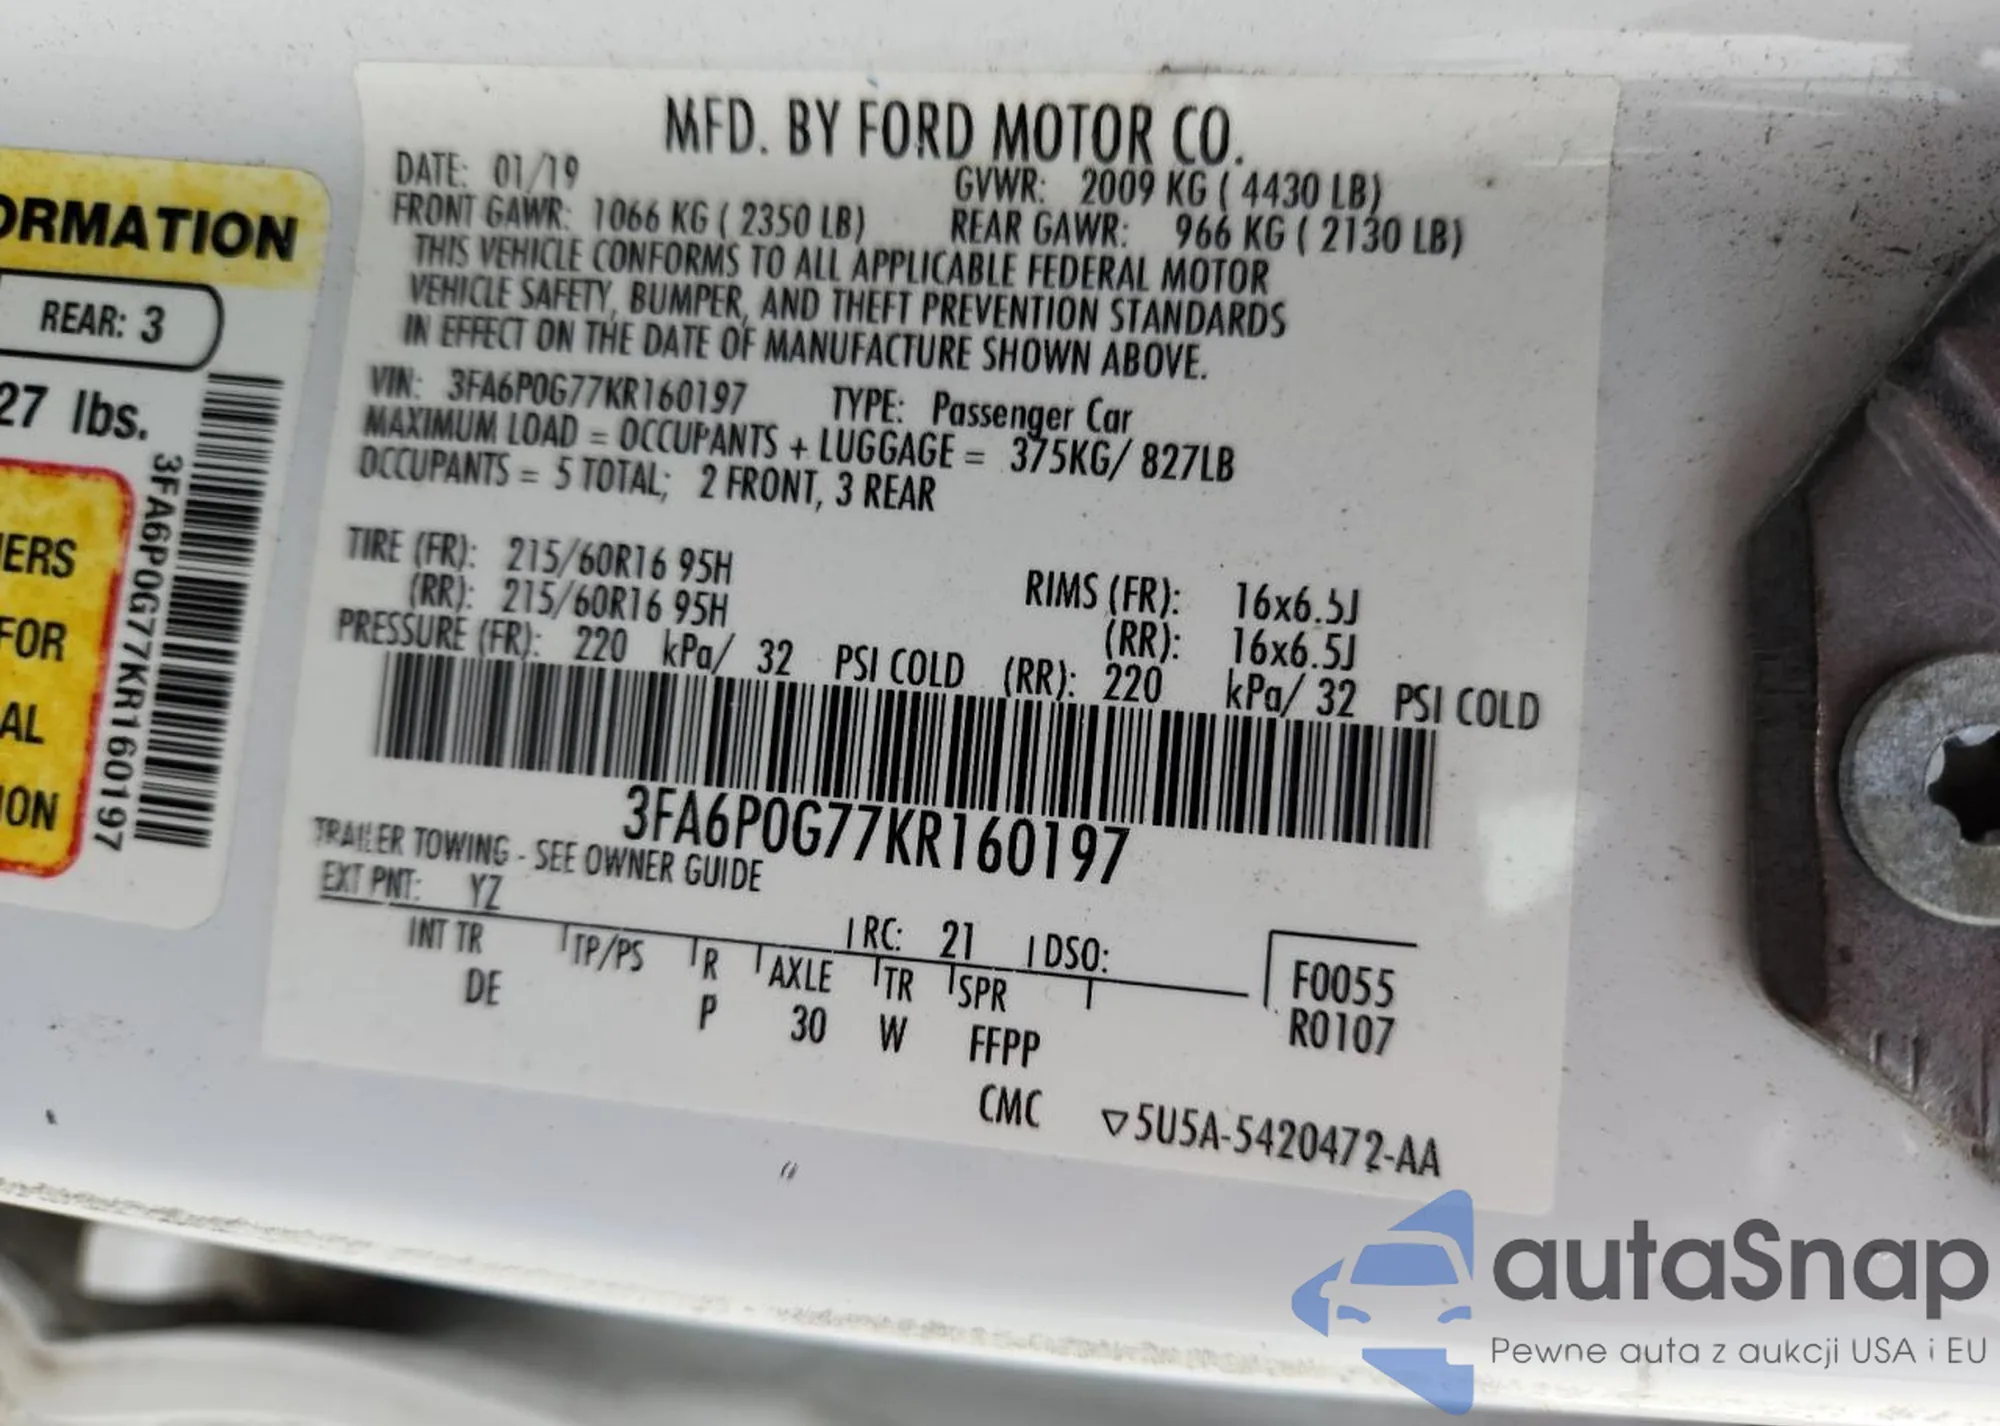 MFD. BY FORD MOTOR CO.
DATE: 01/19
GVWR: 2009 KG ( 4430 LB)
FRONT GAWR: 1066 KG ( 2350 LB)
REAR GAWR: 966 KG ( 2130 LB)
THIS VEHICLE CONFORMS TO ALL APPLICABLE FEDERAL MOTOR
VEHICLE SAFETY, BUMPER, AND THEFT PREVENTION STANDARDS
IN EFFECT ON THE DATE OF MANUFACTURE SHOWN ABOVE.
VIN: 3FA6P0G77KR160197 TYPE: Passenger Car
MAXIMUM LOAD = OCCUPANTS + LUGGAGE = 375KG/ 827LB
OCCUPANTS = 5 TOTAL; 2 FRONT, 3 REAR
TIRE (FR): 215/60R16 95H RIMS (FR): 16x6.5J
(RR): 215/60R16 95H (RR): 16x6.5J
PRESSURE (FR): 220 kPa/ 32 PSI COLD (RR): 220 kPa/ 32 PSI COLD
3FA6P0G77KR160197
TRAILER TOWING - SEE OWNER GUIDE
EXT PNT: YZ RC: 21 DSO:
INT TR TP/PS R AXLE TR SPR
DE P 30 W FFPP
CMC
F0055
R0107
▽5U5A-5420472-AA
ORMATION
REAR: 3
27 lbs.
3FA6P0G77KR160197
ERS
FOR
AL
ION
autaSnap
Pewne auta z aukcji USA i EU